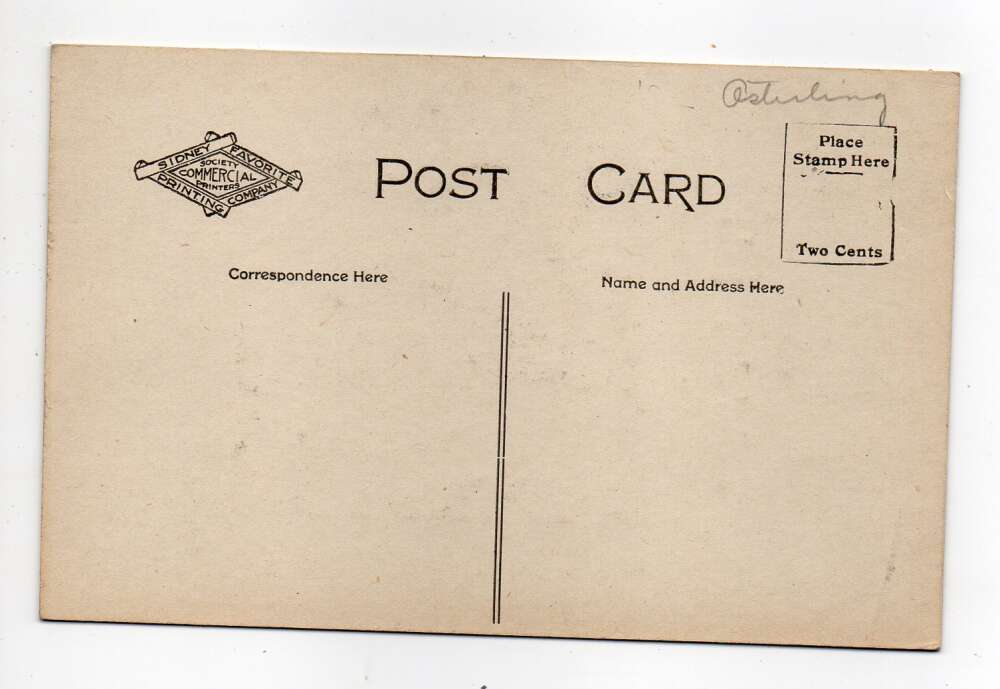 Osterling
SIDNEY FAVORITE
SOCIETY
COMMERCIAL
PRINTERS
PRINTING COMPANY
POST CARD
Place
Stamp Here
Two Cents
Correspondence Here
Name and Address Here